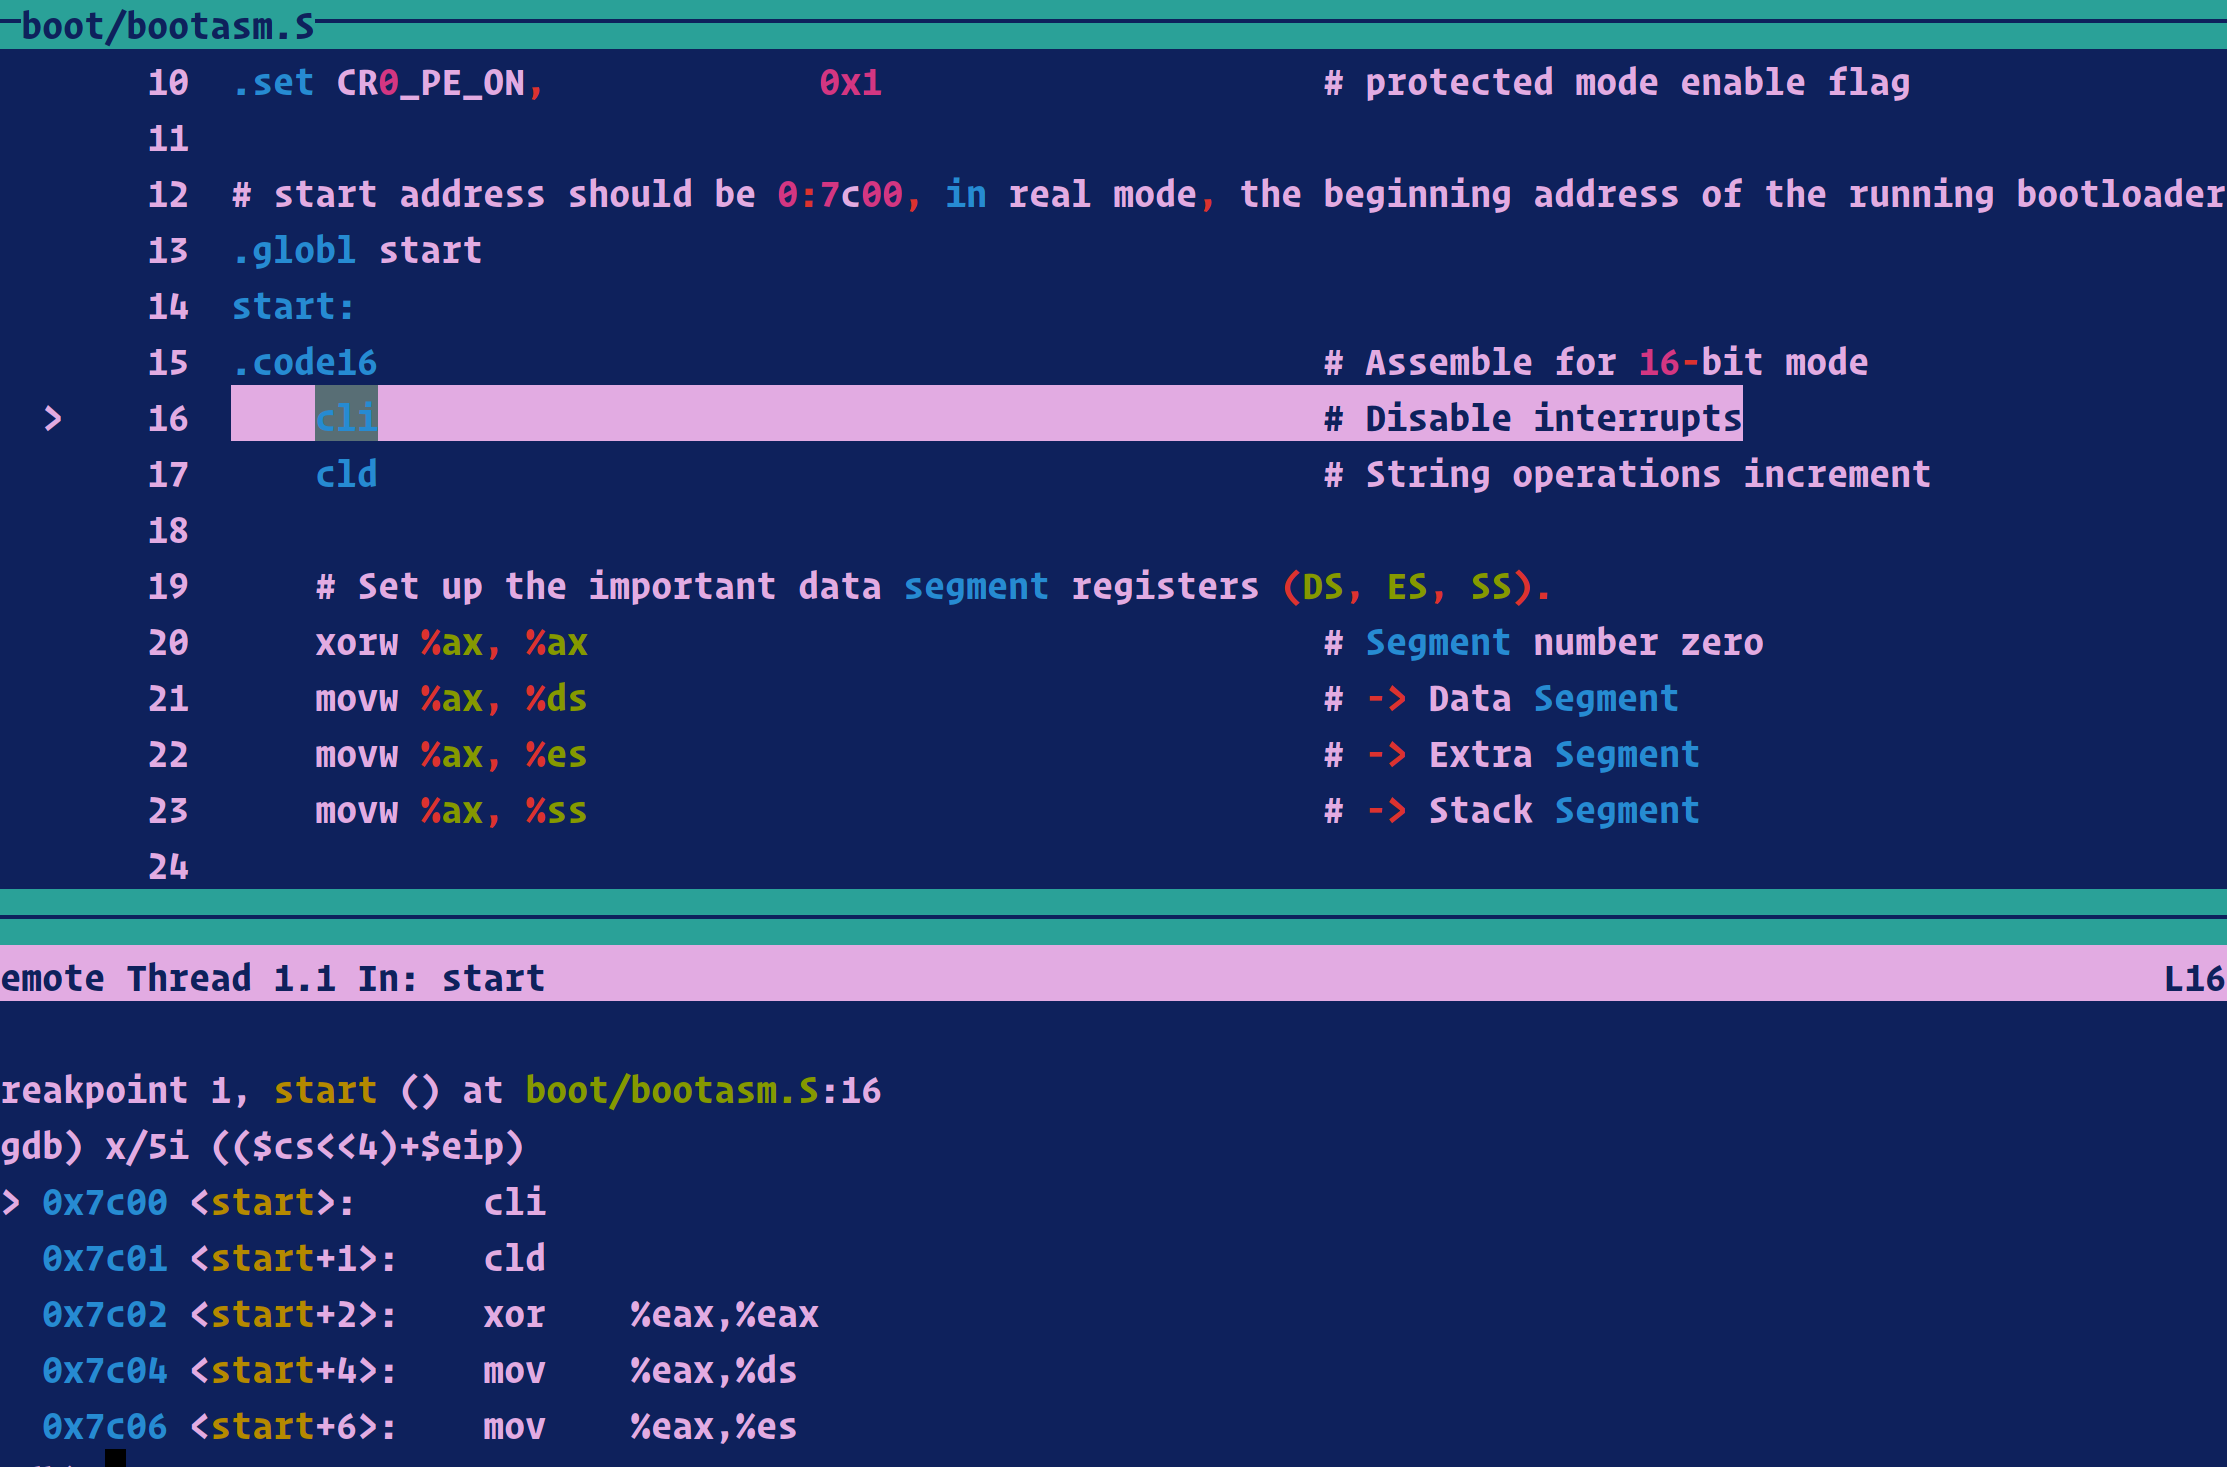 boot/bootasm.S
10 .set CR0_PE_ON, 0x1 # protected mode enable flag
11
12 # start address should be 0:7c00, in real mode, the beginning address of the running bootloader
13 .globl start
14 start:
15 .code16 # Assemble for 16-bit mode
> 16 cli # Disable interrupts
17 cld # String operations increment
18
19 # Set up the important data segment registers (DS, ES, SS).
20 xorw %ax, %ax # Segment number zero
21 movw %ax, %ds # -> Data Segment
22 movw %ax, %es # -> Extra Segment
23 movw %ax, %ss # -> Stack Segment
24
emote Thread 1.1 In: start L16
reakpoint 1, start () at boot/bootasm.S:16
gdb) x/5i (($cs<<4)+$eip)
> 0x7c00 <start>: cli
0x7c01 <start+1>: cld
0x7c02 <start+2>: xor %eax,%eax
0x7c04 <start+4>: mov %eax,%ds
0x7c06 <start+6>: mov %eax,%es